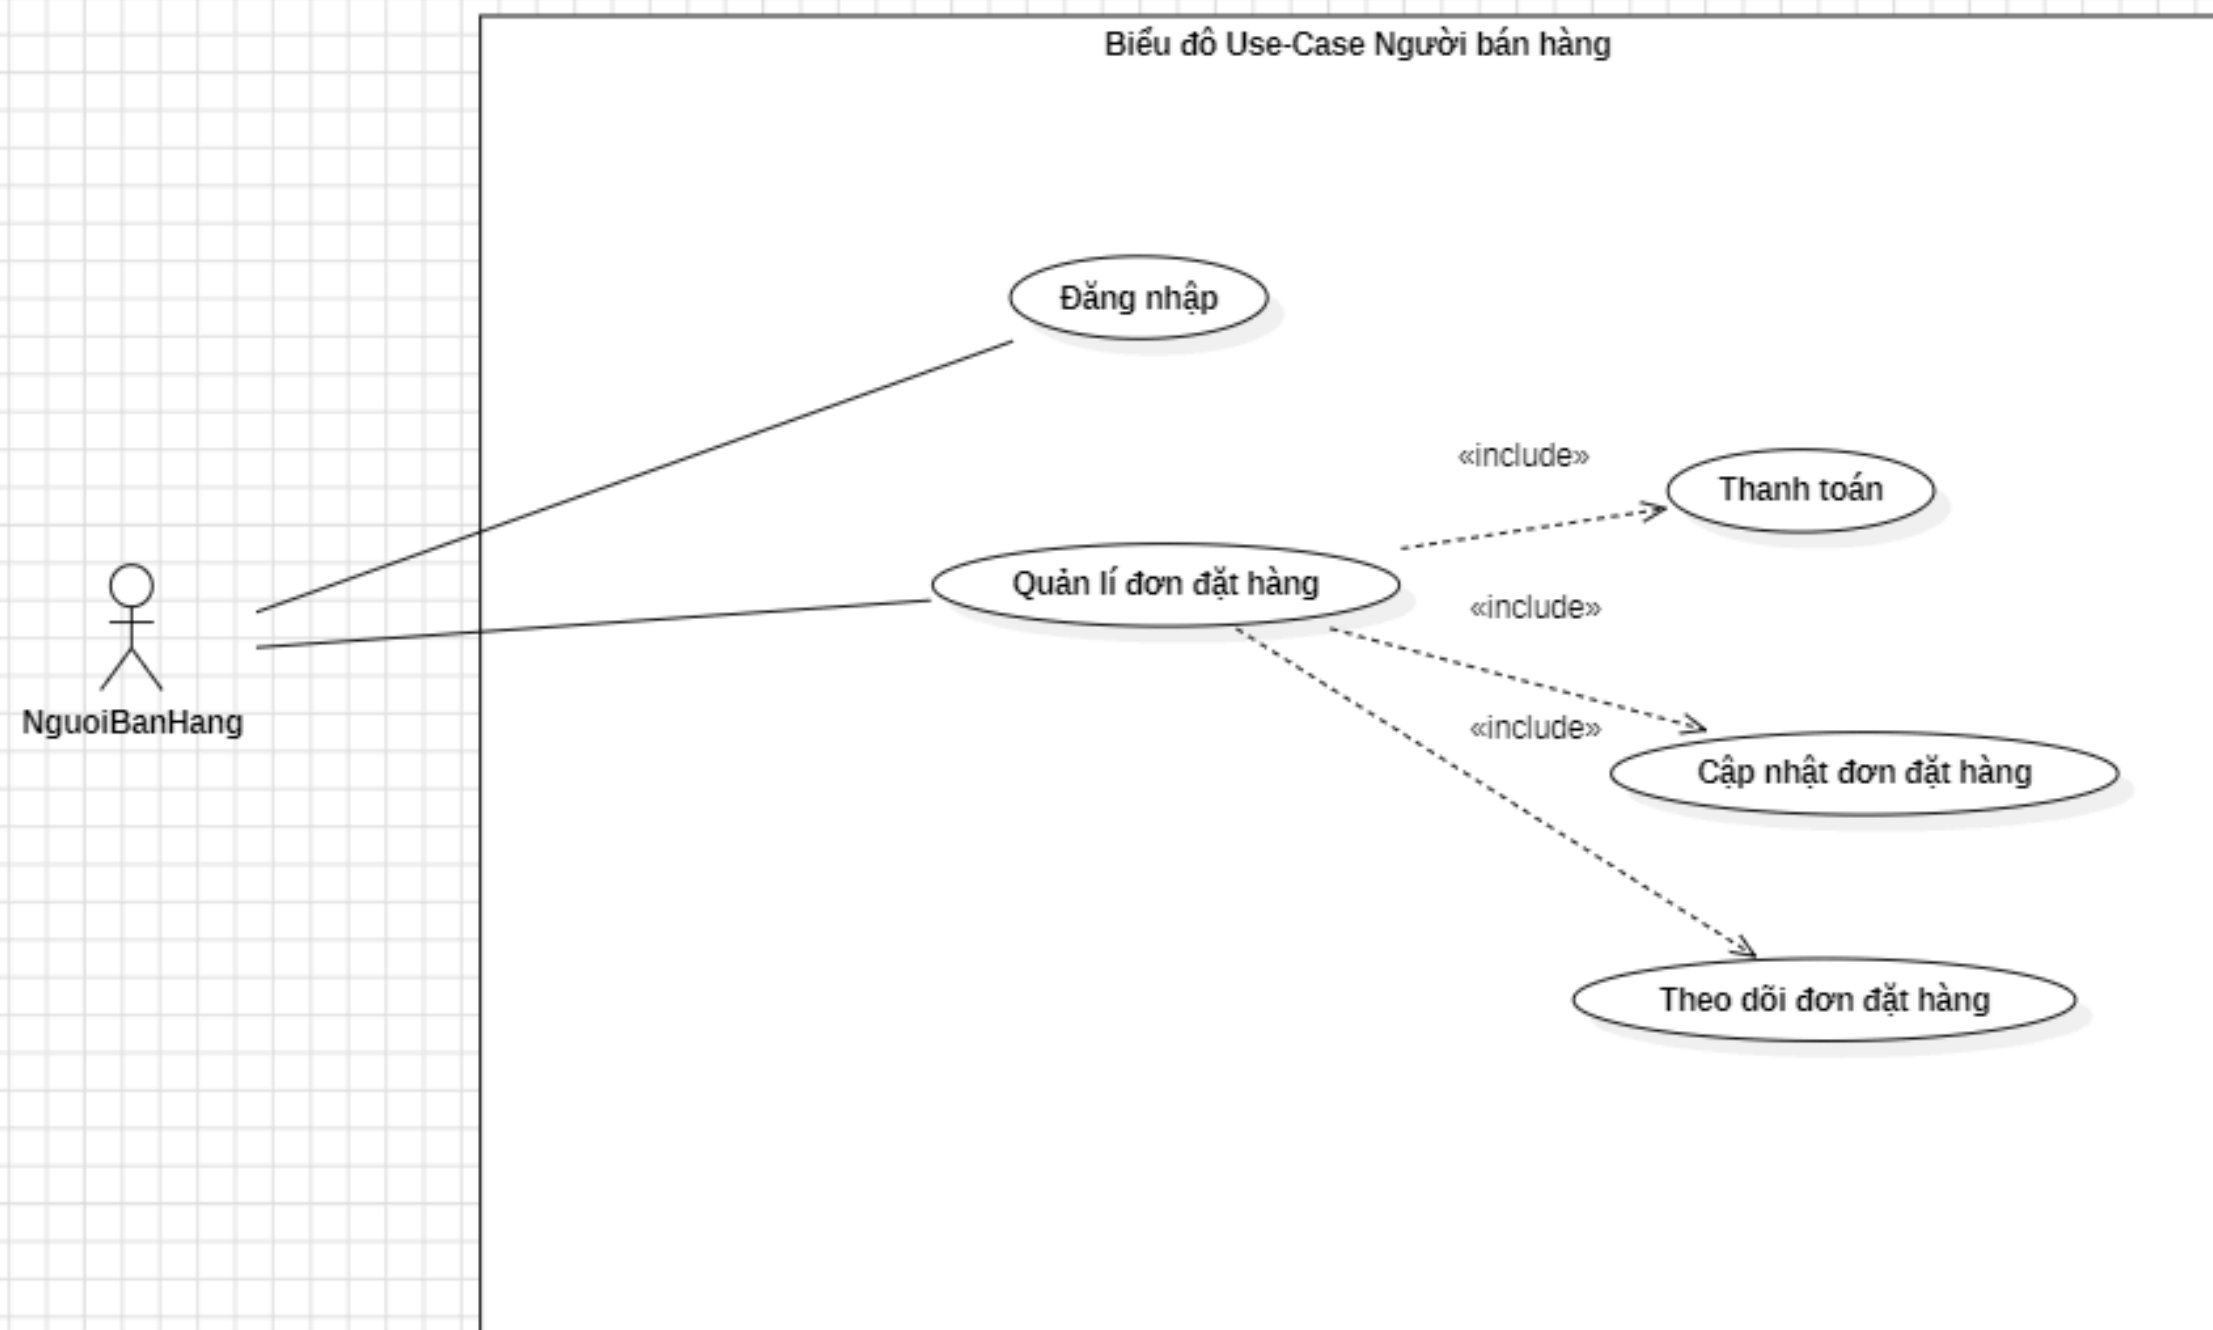 Biểu đô Use-Case Người bán hàng
Đăng nhập
«include»
Thanh toán
Quản lí đơn đặt hàng
«include»
NguoiBanHang
«include»
Cập nhật đơn đặt hàng
Theo dõi đơn đặt hàng